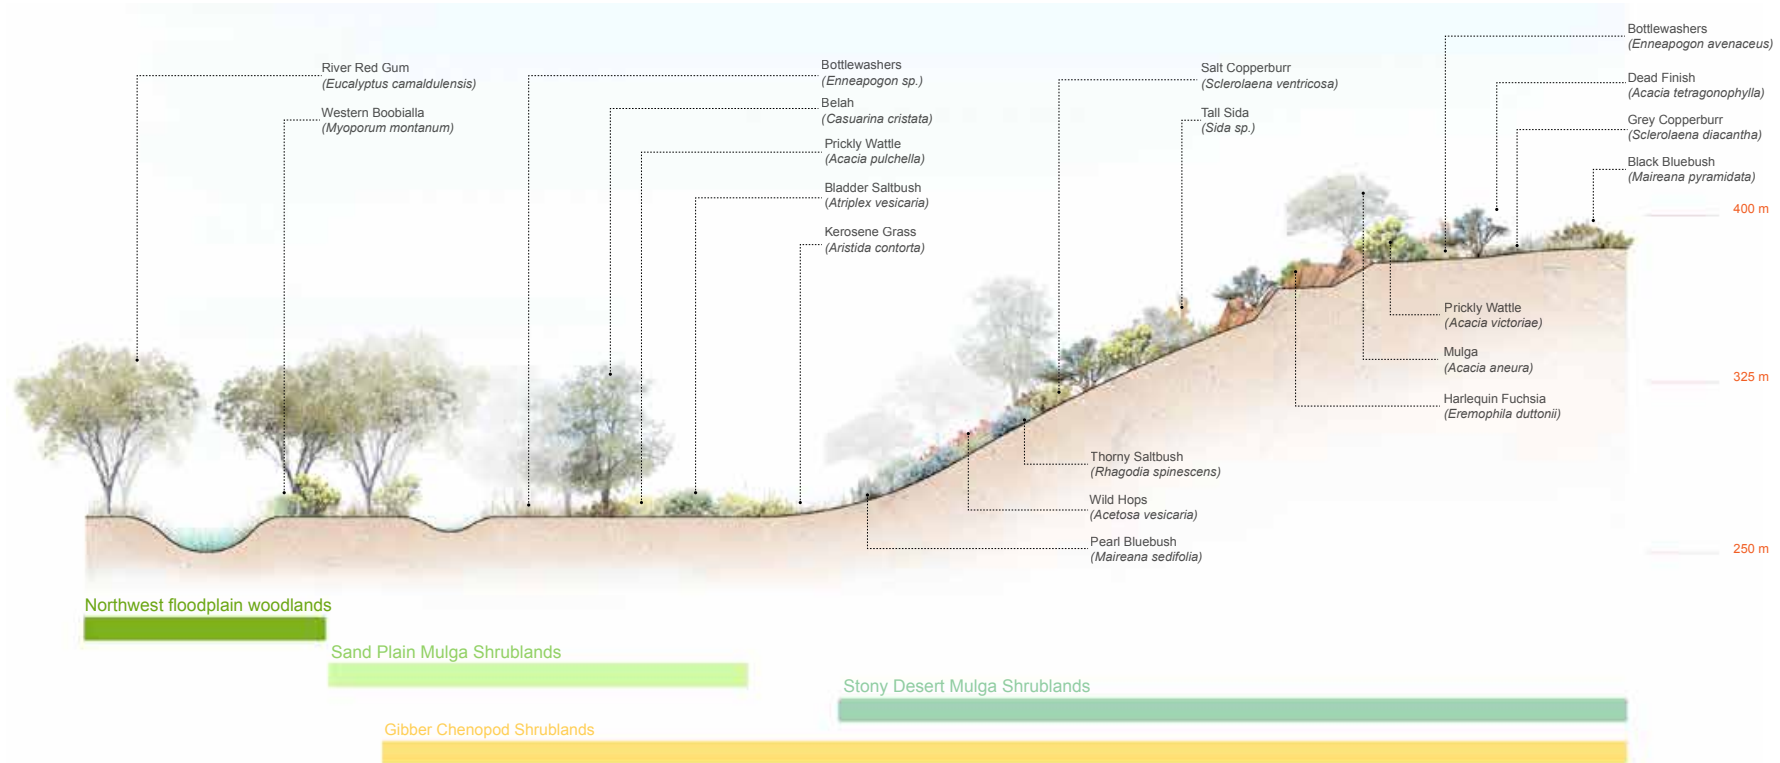 River Red Gum
(Eucalyptus camaldulensis)
Western Boobialla
(Myoporum montanum)
Bottlewashers
(Enneapogon sp.)
Belah
(Casuarina cristata)
Prickly Wattle
(Acacia pulchella)
Bladder Saltbush
(Atriplex vesicaria)
Kerosene Grass
(Aristida contorta)
Salt Copperburr
(Sclerolaena ventricosa)
Tall Sida
(Sida sp.)
Bottlewashers
(Enneapogon avenaceus)
Dead Finish
(Acacia tetragonophylla)
Grey Copperburr
(Sclerolaena diacantha)
Black Bluebush
(Maireana pyramidata)
400 m
Prickly Wattle
(Acacia victoriae)
Mulga
(Acacia aneura)
325 m
Harlequin Fuchsia
(Eremophila duttonii)
Thorny Saltbush
(Rhagodia spinescens)
Wild Hops
(Acetosa vesicaria)
Pearl Bluebush
(Maireana sedifolia)
250 m
Northwest floodplain woodlands
Sand Plain Mulga Shrublands
Stony Desert Mulga Shrublands
Gibber Chenopod Shrublands